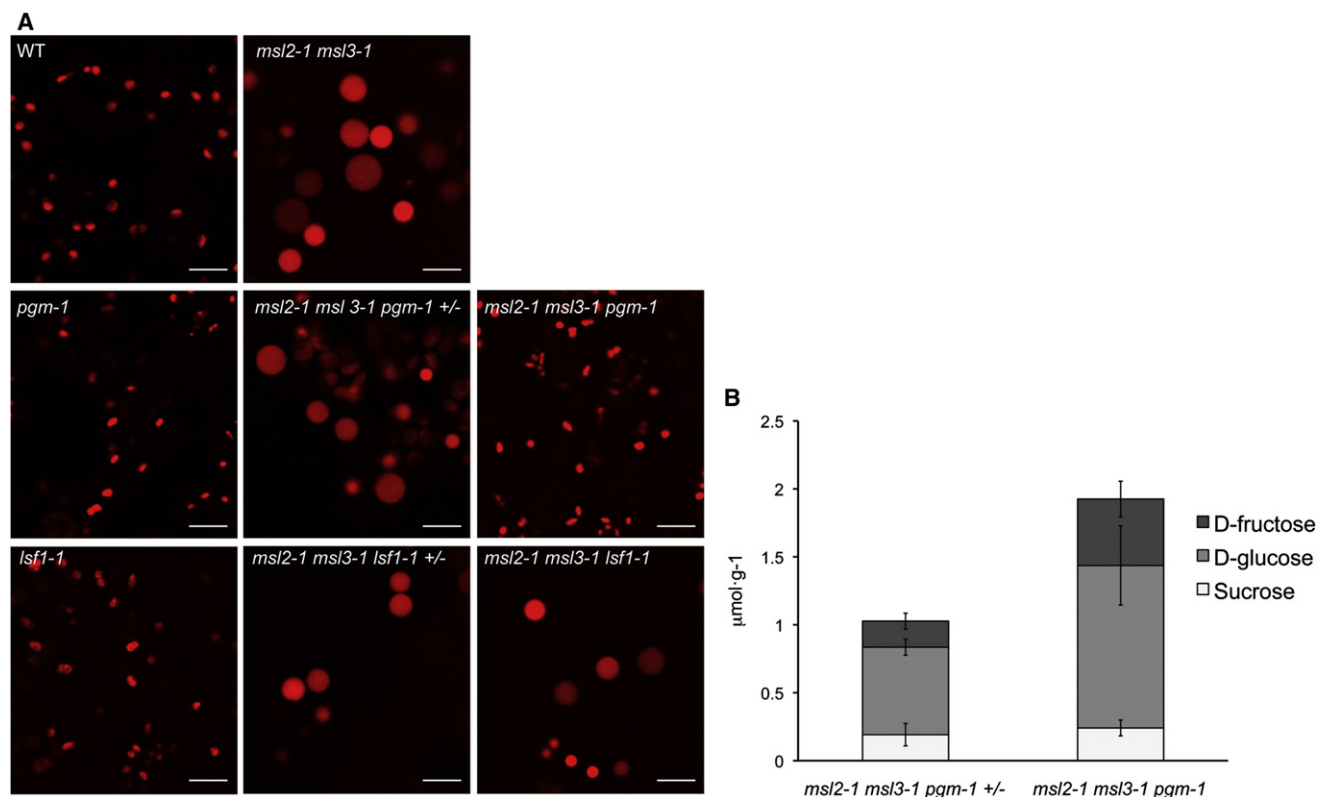 A
WT
msl2-1 msl3-1
pgm-1
msl2-1 msl 3-1 pgm-1 +/-
msl2-1 msl3-1 pgm-1
lsf1-1
msl2-1 msl3-1 lsf1-1 +/-
msl2-1 msl3-1 lsf1-1
B
2.5
2
1.5
1
0.5
0
μmol·g-1
D-fructose
D-glucose
Sucrose
msl2-1 msl3-1 pgm-1 +/-
msl2-1 msl3-1 pgm-1